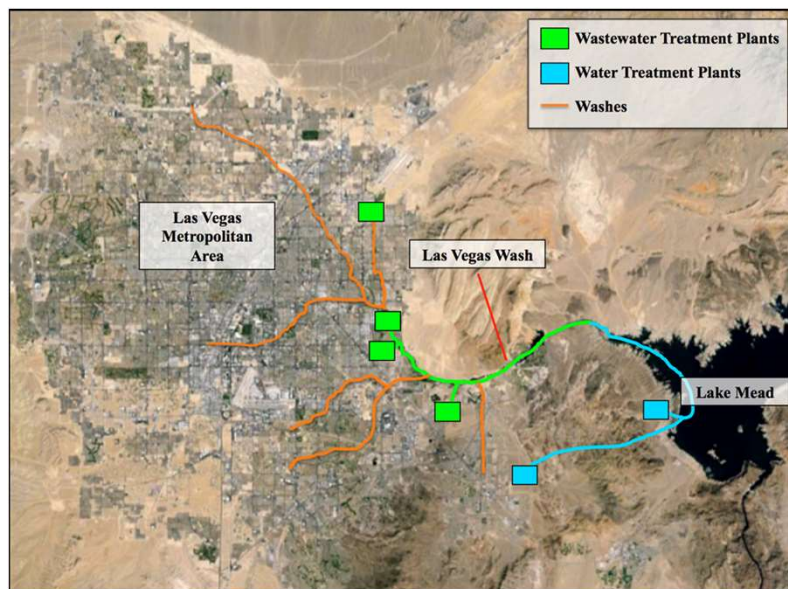 Wastewater Treatment Plants
Water Treatment Plants
Washes
Las Vegas
Metropolitan
Area
Las Vegas Wash
Lake Mead